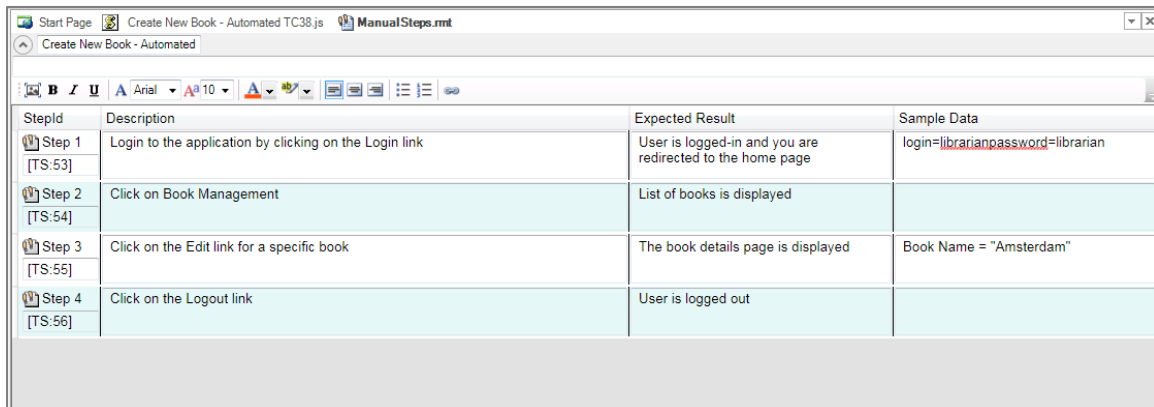 Start Page Create New Book - Automated TC38.js ManualSteps.rmt
Create New Book - Automated
B I U A Arial Aa 10 A ab
StepId Description Expected Result Sample Data
Step 1 Login to the application by clicking on the Login link User is logged-in and you are login=librarianpassword=librarian
redirected to the home page
[TS:53]
Step 2 Click on Book Management List of books is displayed
[TS:54]
Step 3 Click on the Edit link for a specific book The book details page is displayed Book Name = "Amsterdam"
[TS:55]
Step 4 Click on the Logout link User is logged out
[TS:56]